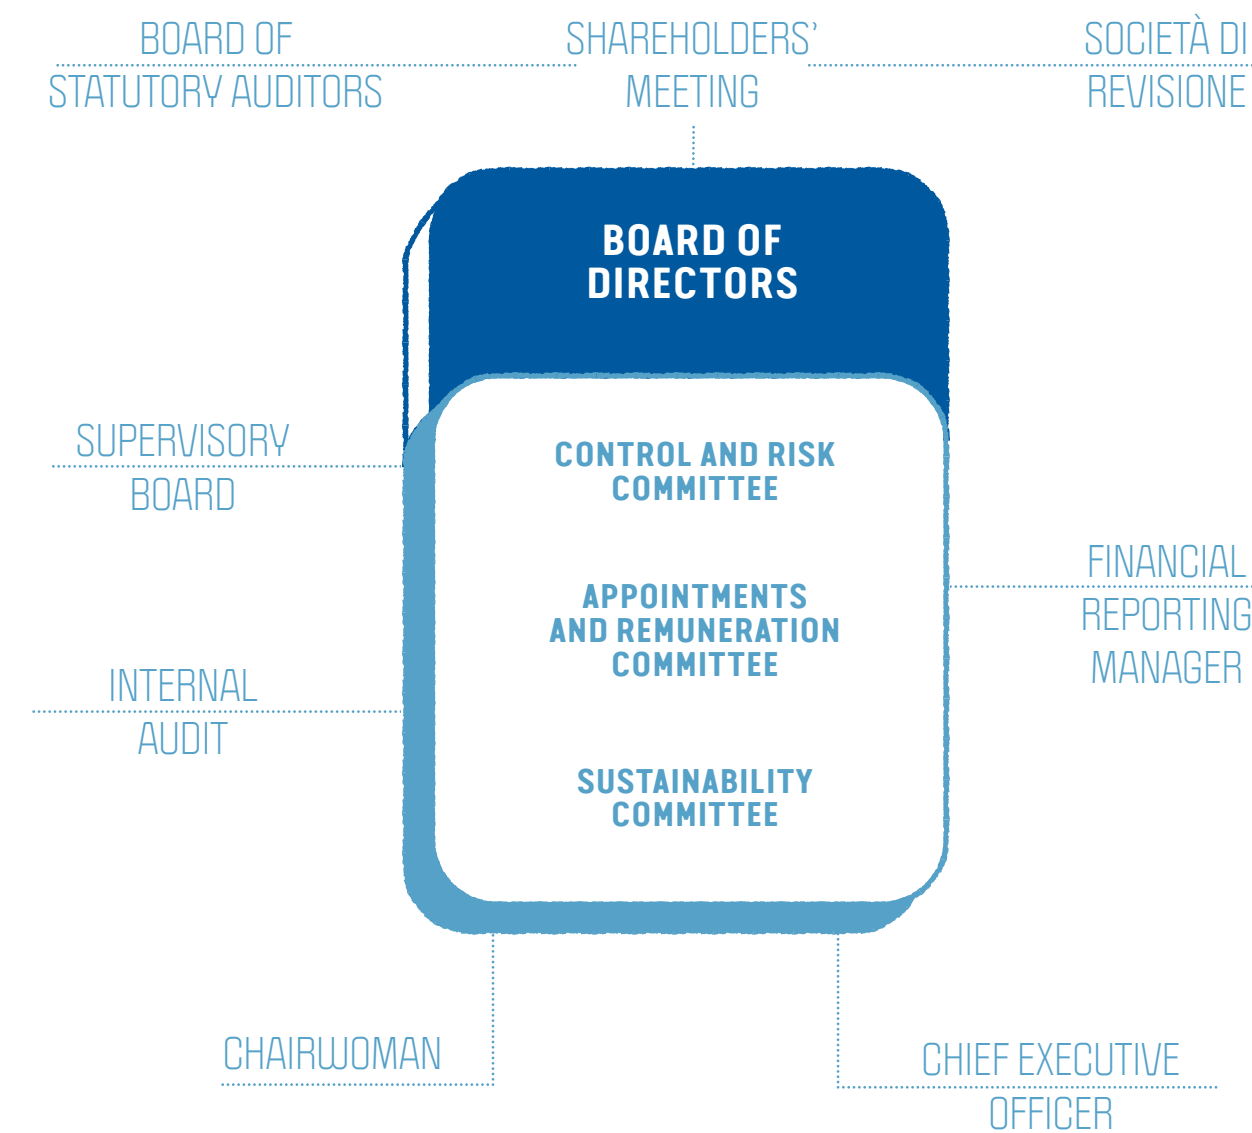 BOARD OF
STATUTORY AUDITORS
SHAREHOLDERS'
MEETING
SOCIETÀ DI
REVISIONE
BOARD OF
DIRECTORS
SUPERVISORY
BOARD
CONTROL AND RISK
COMMITTEE
FINANCIAL
REPORTING
MANAGER
APPOINTMENTS
AND REMUNERATION
COMMITTEE
INTERNAL
AUDIT
SUSTAINABILITY
COMMITTEE
CHAIRWOMAN
CHIEF EXECUTIVE
OFFICER